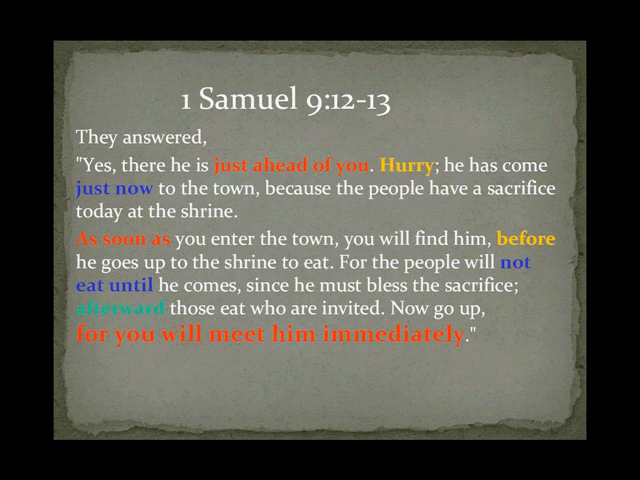 1 Samuel 9:12-13
They answered,
"Yes, there he is just ahead of you. Hurry; he has come
just now to the town, because the people have a sacrifice
today at the shrine.
As soon as you enter the town, you will find him, before
he goes up to the shrine to eat. For the people will not
eat until he comes, since he must bless the sacrifice;
afterward those eat who are invited. Now go up,
for you will meet him immediately."